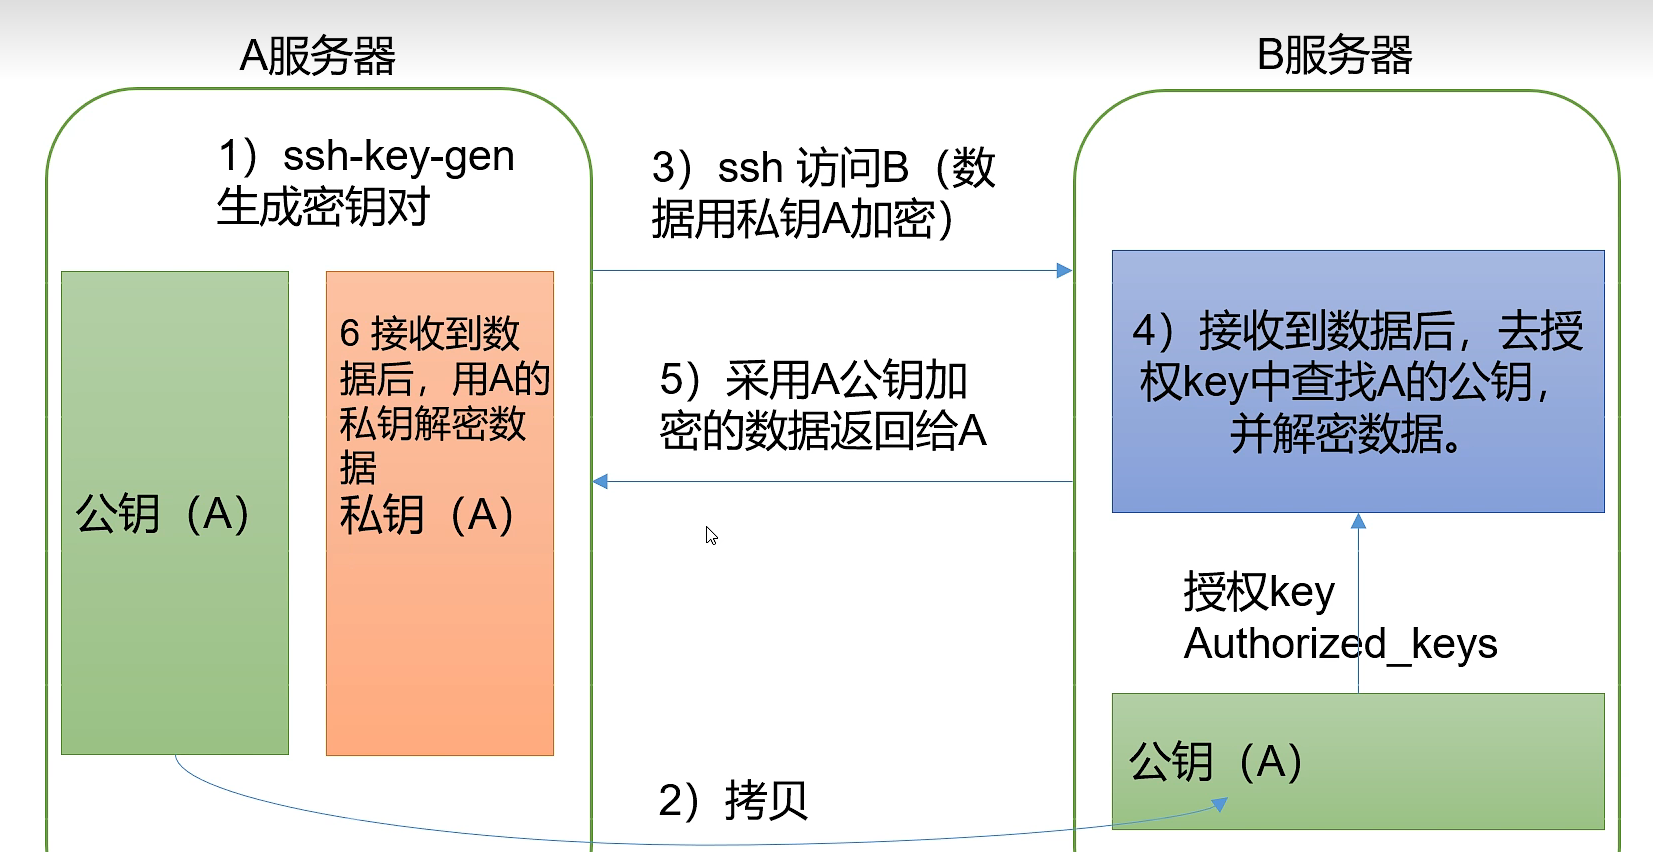 A服务器
B服务器
1）ssh-key-gen
生成密钥对
3）ssh 访问B（数
据用私钥A加密）
6 接收到数
据后，用A的
私钥解密数
据
私钥（A）
公钥（A）
5）采用A公钥加
密的数据返回给A
4）接收到数据后，去授
权key中查找A的公钥，
并解密数据。
授权key
Authorized_keys
公钥（A）
2）拷贝